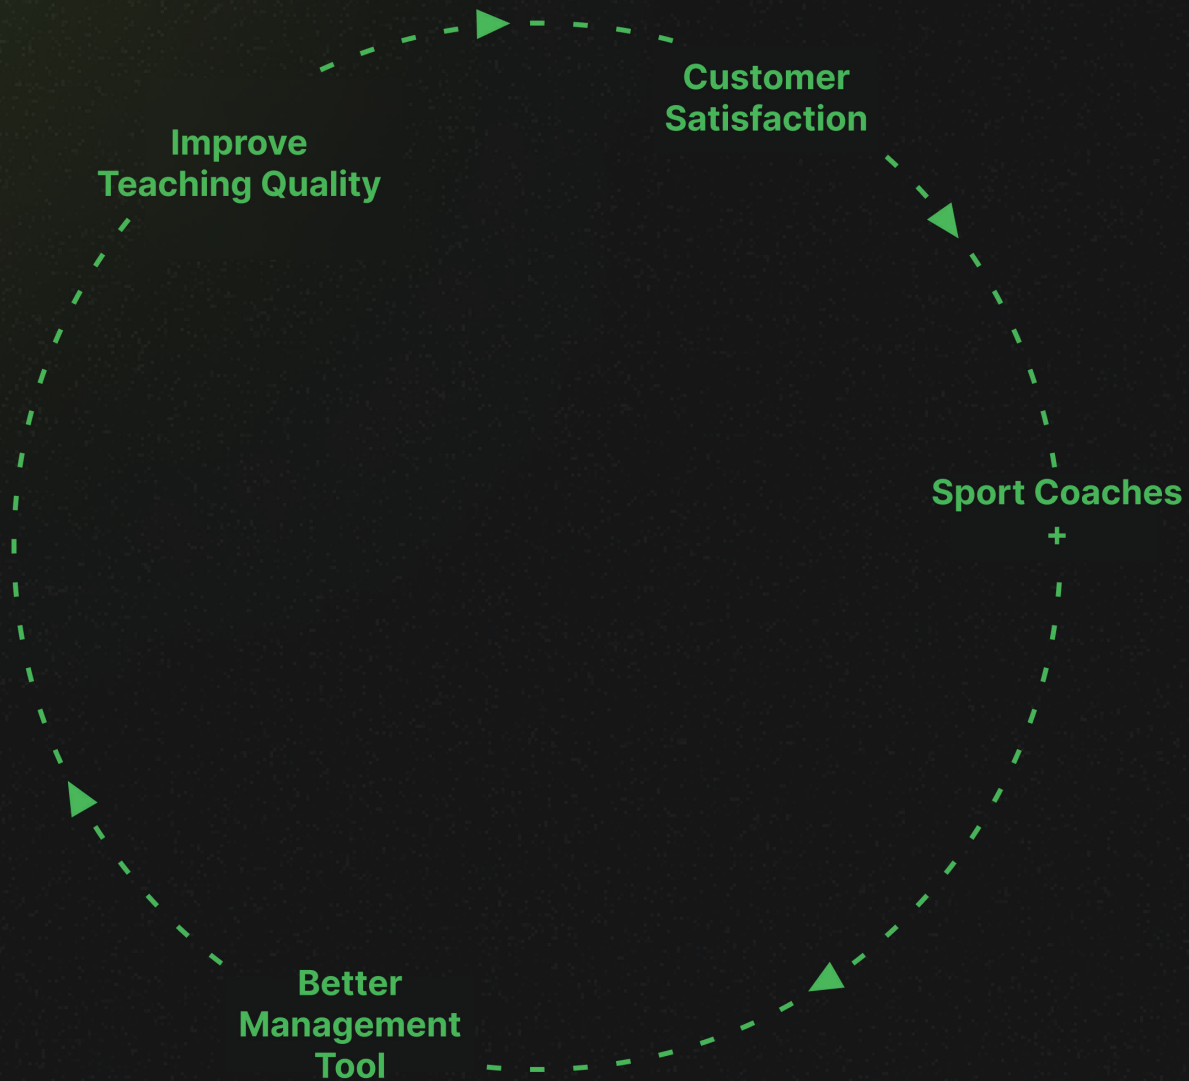 Customer
Satisfaction
Improve
Teaching Quality
Sport Coaches
+
Better
Management
Tool